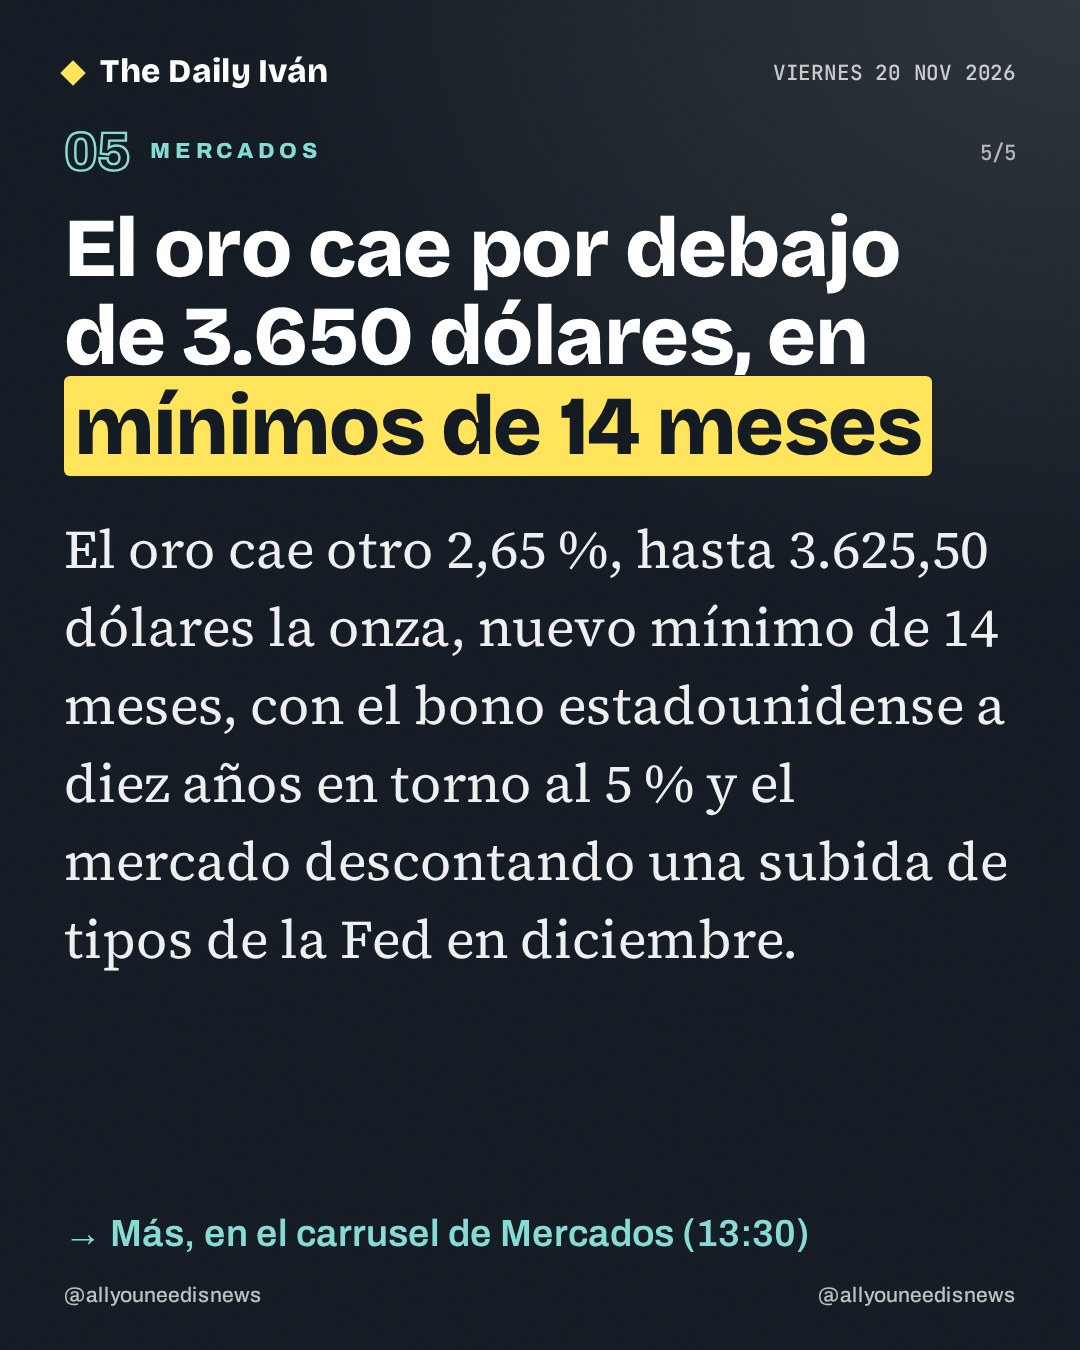 The Daily Iván
VIERNES 20 NOV 2026
05 MERCADOS
5/5
El oro cae por debajo
de 3.650 dólares, en
mínimos de 14 meses
El oro cae otro 2,65 %, hasta 3.625,50
dólares la onza, nuevo mínimo de 14
meses, con el bono estadounidense a
diez años en torno al 5 % y el
mercado descontando una subida de
tipos de la Fed en diciembre.
→ Más, en el carrusel de Mercados (13:30)
@allyouneedisnews
@allyouneedisnews